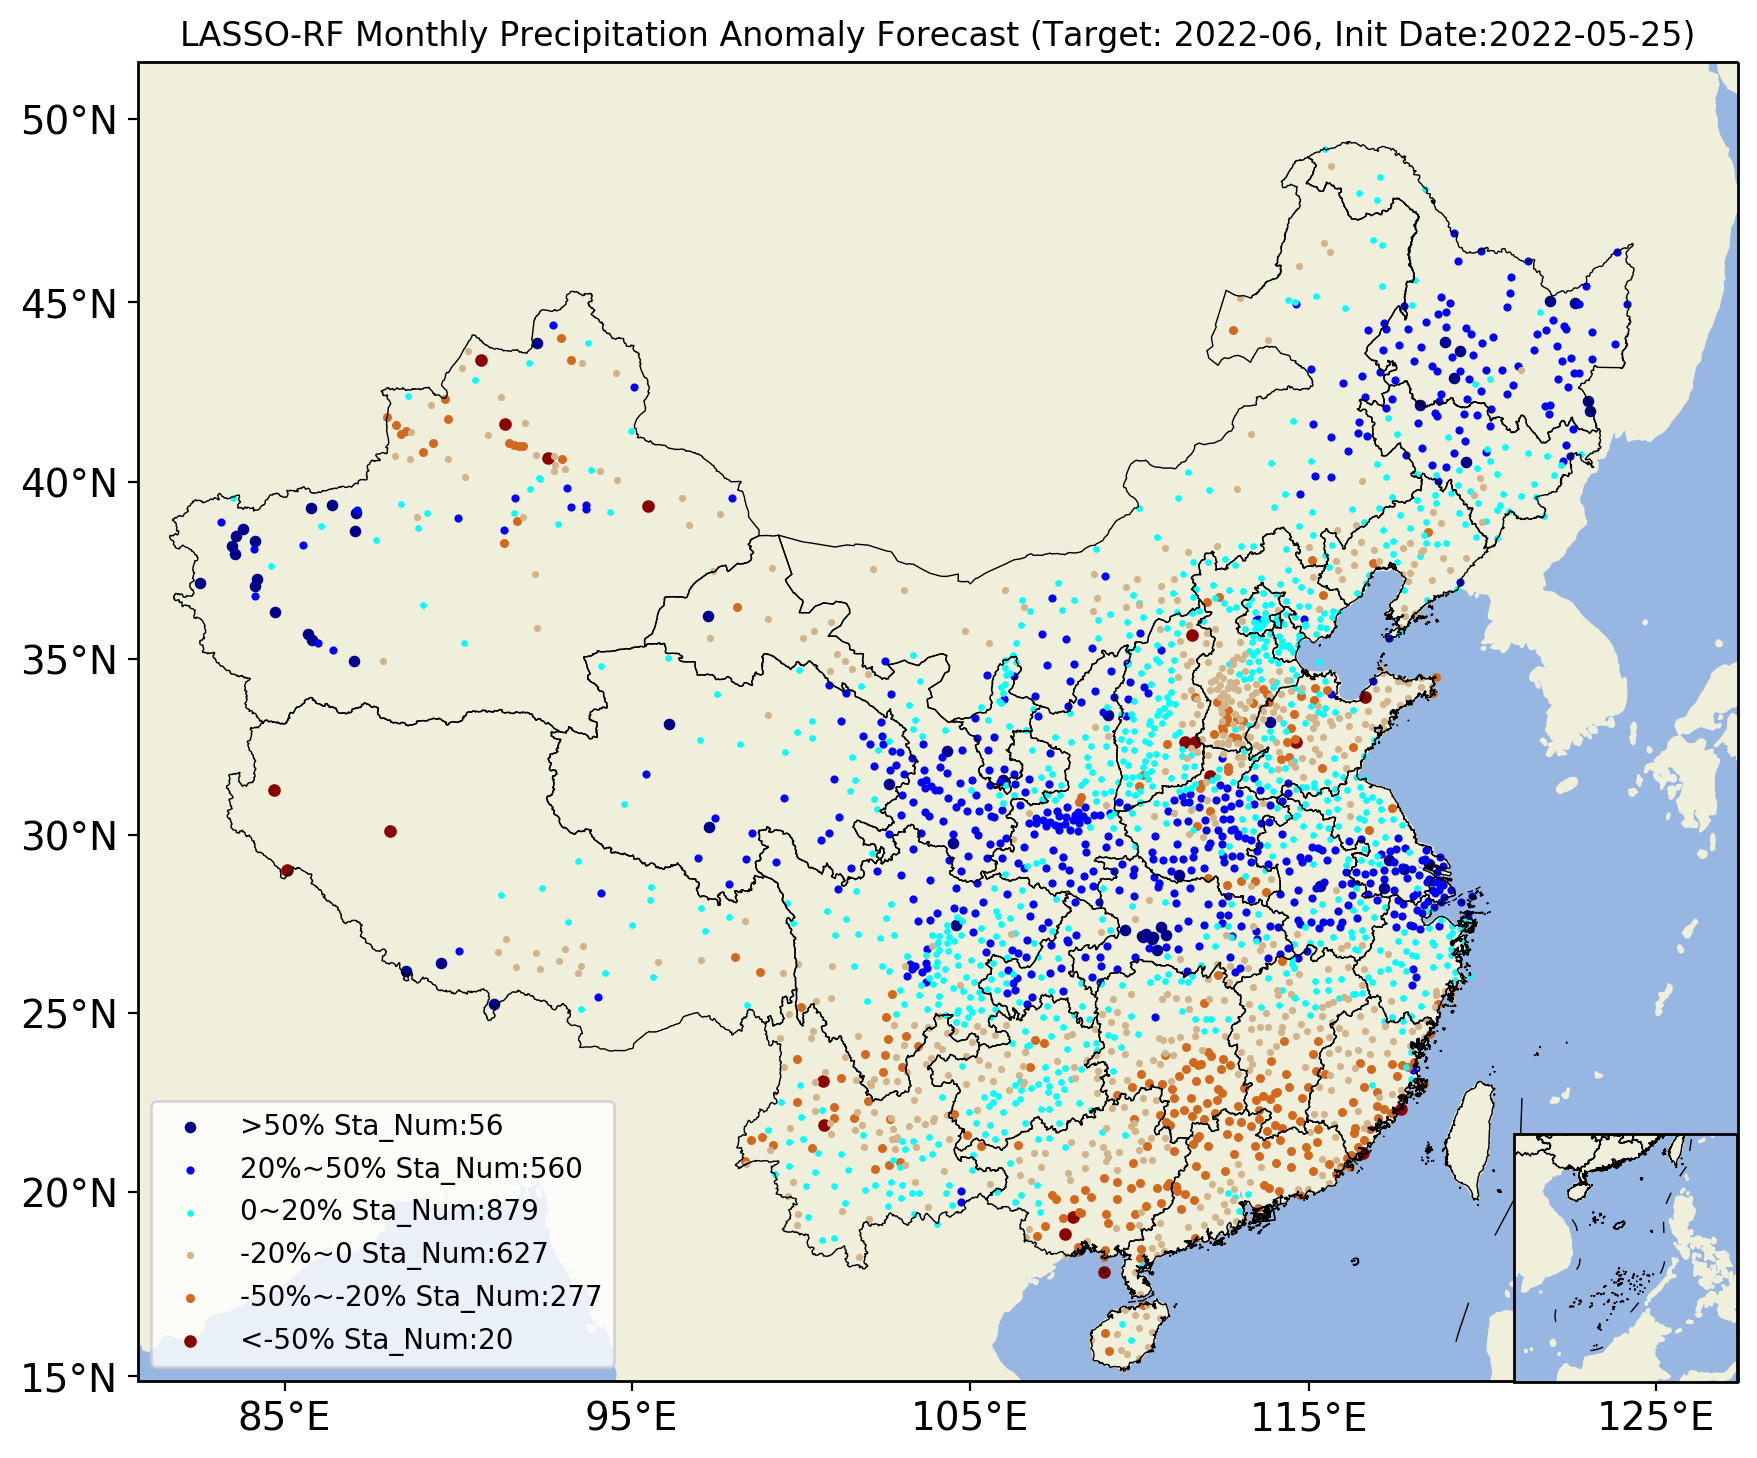 LASSO-RF Monthly Precipitation Anomaly Forecast (Target: 2022-06, Init Date:2022-05-25)
50°N
45°N
40°N
35°N
30°N
25°N
20°N
15°N
>50% Sta_Num:56
20%~50% Sta_Num:560
0~20% Sta_Num:879
-20%~0 Sta_Num:627
-50%~-20% Sta_Num:277
<-50% Sta_Num:20
85°E
95°E
105°E
115°E
125°E